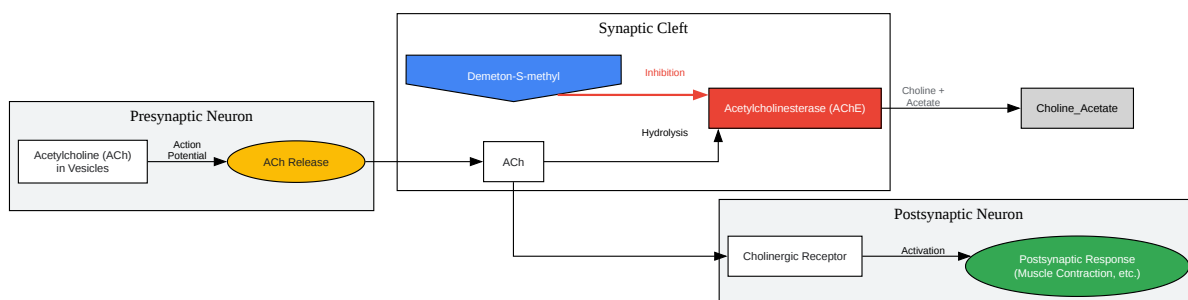 Synaptic Cleft
Demeton-S-methyl
Inhibition
Acetylcholinesterase (AChE)
Choline +
Acetate
Choline_Acetate
Presynaptic Neuron
Acetylcholine (ACh)
in Vesicles
Action
Potential
ACh Release
Hydrolysis
ACh
Postsynaptic Neuron
Cholinergic Receptor
Activation
Postsynaptic Response
(Muscle Contraction, etc.)